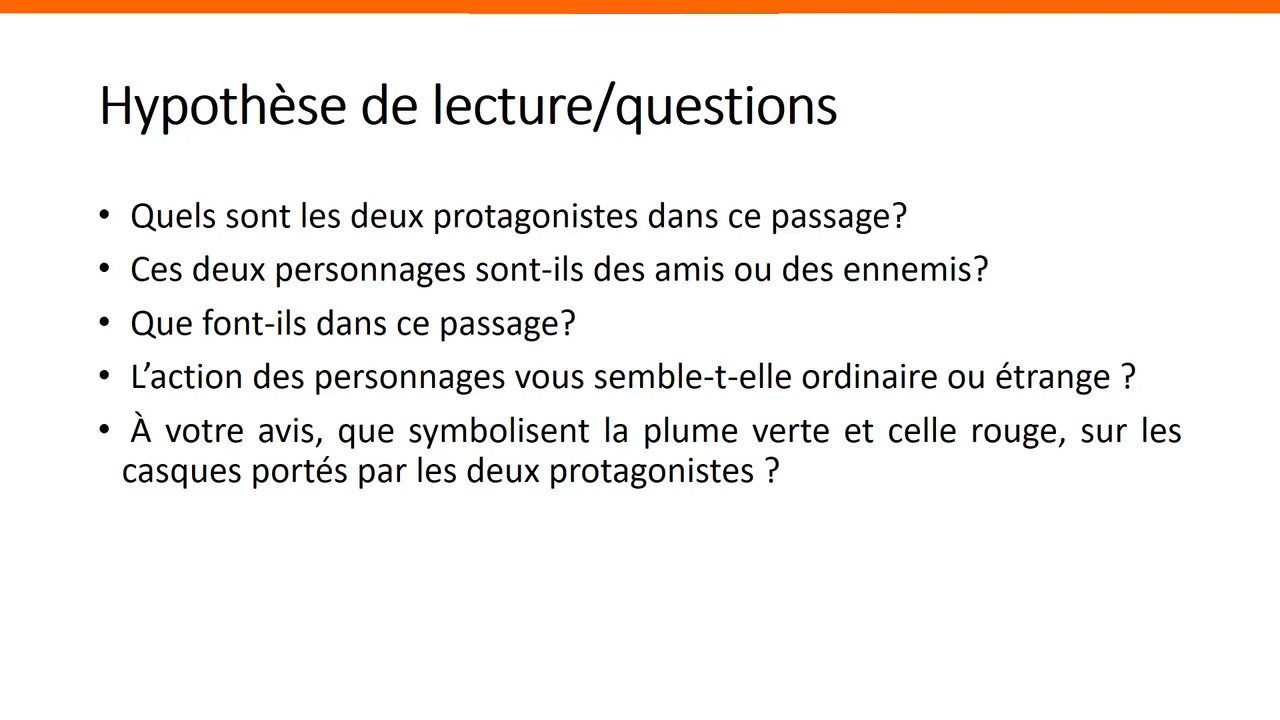 Hypothèse de lecture/questions
• Quels sont les deux protagonistes dans ce passage?
• Ces deux personnages sont-ils des amis ou des ennemis?
• Que font-ils dans ce passage?
• L’action des personnages vous semble-t-elle ordinaire ou étrange ?
• À votre avis, que symbolisent la plume verte et celle rouge, sur les
casques portés par les deux protagonistes ?